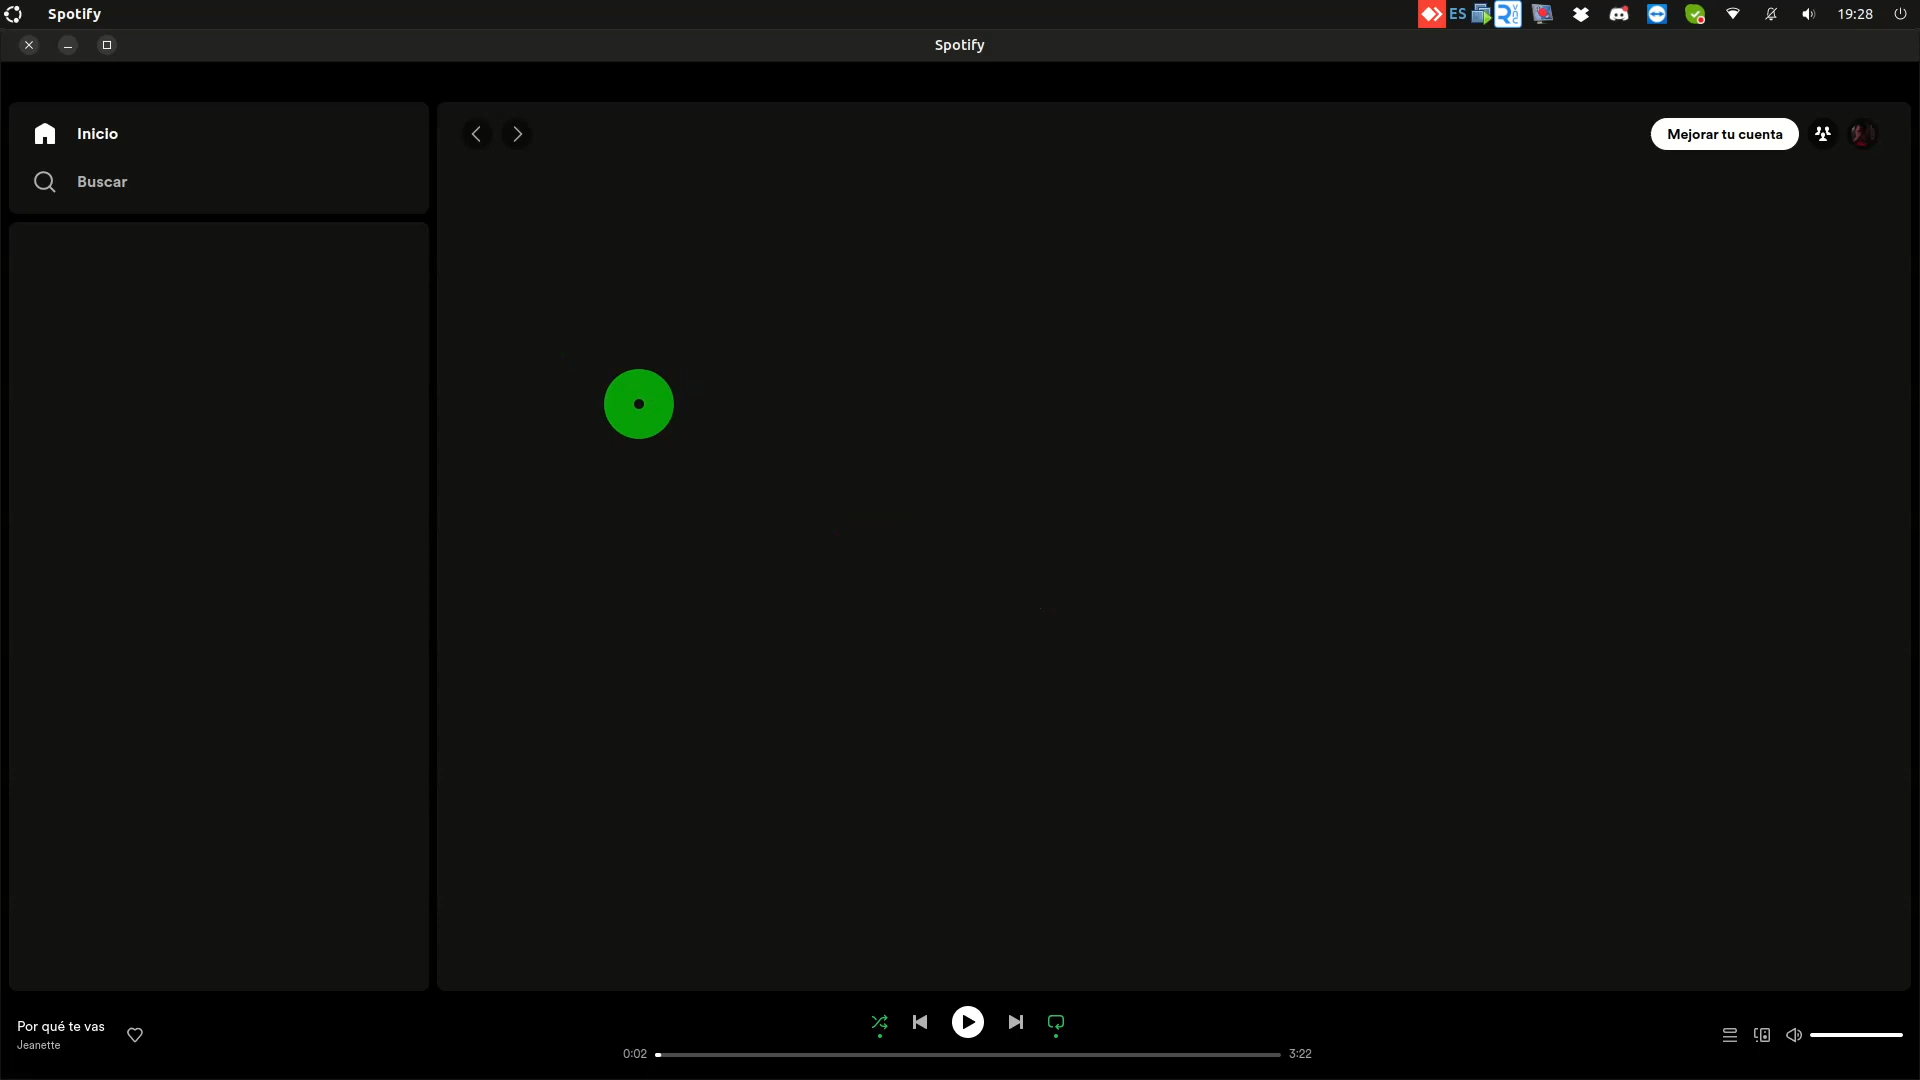 Spotify
ES
19:28
Spotify
Inicio
Buscar
Mejorar tu cuenta
Por qué te vas
Jeanette
0:02
3:22